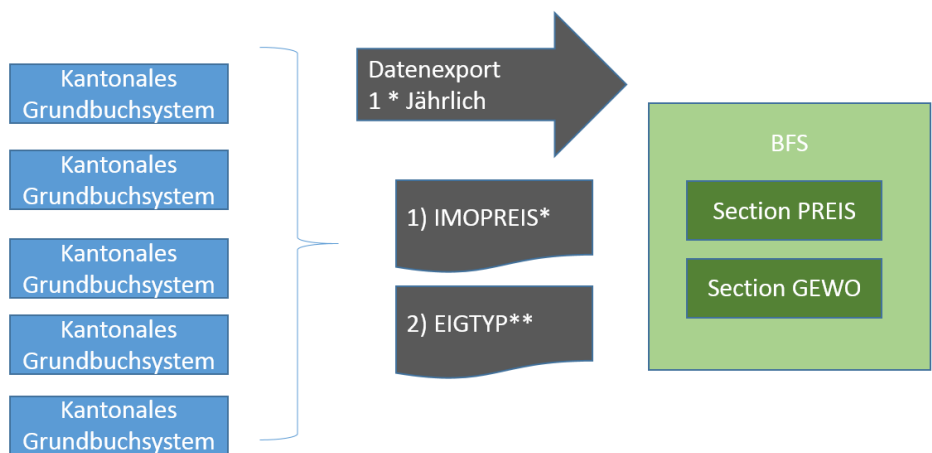 Kantonales
Grundbuchsystem
Kantonales
Grundbuchsystem
Kantonales
Grundbuchsystem
Kantonales
Grundbuchsystem
Kantonales
Grundbuchsystem
Datenexport
1 * Jährlich
1) IMOPREIS*
2) EIGTYP**
BFS
Section PREIS
Section GEWO